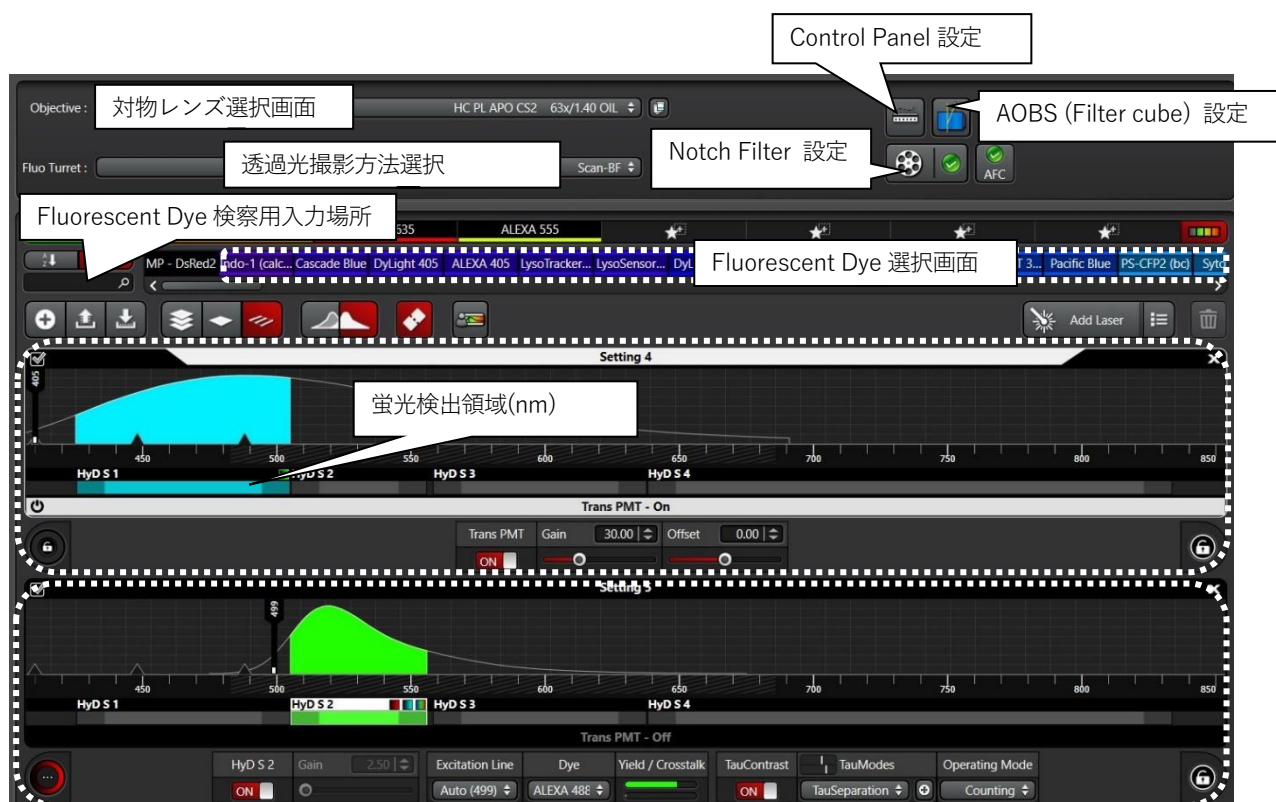 Control Panel 設定
Objective :
対物レンズ選択画面
HC PL APO CS2 63x/1.40 OIL
AOBS (Filter cube) 設定
Fluo Turret :
透過光撮影方法選択
Scan-BF
Notch Filter 設定
AFC
Fluorescent Dye 検察用入力場所
535
ALEXA 555
MP - DsRed2
ndo-1 (calc...
Cascade Blue
DyLight 405
ALEXA 405
LysoTracker...
LysoSensor...
DyL
Fluorescent Dye 選択画面
T 3...
Pacific Blue
PS-CFP2 (bc)
Syto
Add Laser
Setting 4
405
蛍光検出領域(nm)
450 500 550 600 650 700 750 800 850
HyD S 1 HyD S 2 HyD S 3 HyD S 4
Trans PMT - On
Trans PMT Gain 30.00 Offset 0.00
ON
Setting 5
499
450 500 550 600 650 700 750 800 850
HyD S 1 HyD S 2 HyD S 3 HyD S 4
Trans PMT - Off
HyD S 2 Gain 2.50 Excitation Line Dye Yield / Crosstalk TauContrast TauModes Operating Mode
ON Auto (499) ALEXA 488 ON TauSeparation Counting